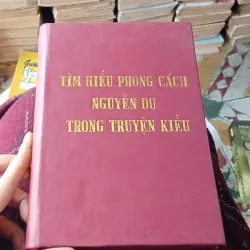 TÌM HIỂU PHONG CÁCH
NGUYỄN DU
TRONG TRUYỆN KIỀU